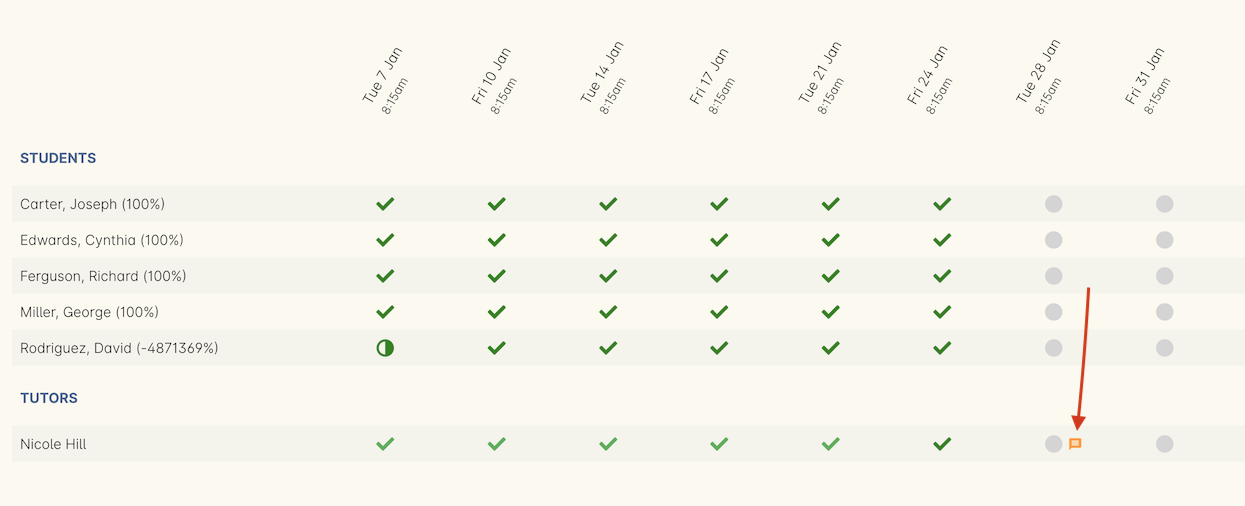 Tue 7 Jan
8:15am
Fri 10 Jan
8:15am
Tue 14 Jan
8:15am
Fri 17 Jan
8:15am
Tue 21 Jan
8:15am
Fri 24 Jan
8:15am
Tue 28 Jan
8:15am
Fri 31 Jan
8:15am
STUDENTS
Carter, Joseph (100%)
Edwards, Cynthia (100%)
Ferguson, Richard (100%)
Miller, George (100%)
Rodriguez, David (-4871369%)
TUTORS
Nicole Hill